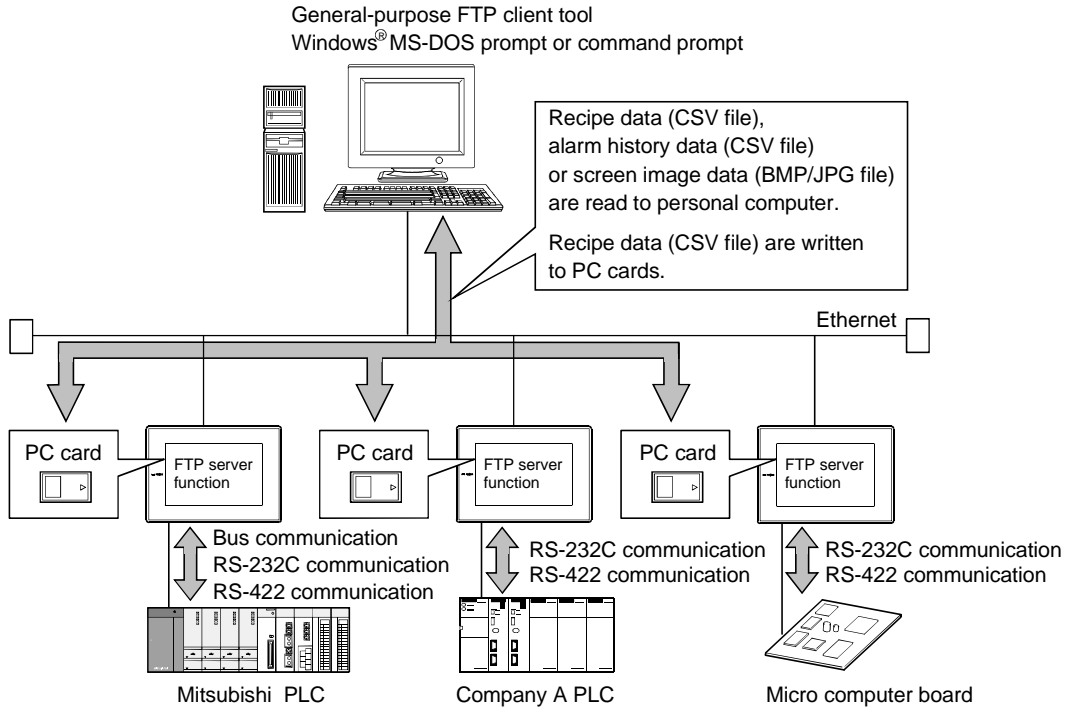 General-purpose FTP client tool
Windows® MS-DOS prompt or command prompt
Recipe data (CSV file),
alarm history data (CSV file)
or screen image data (BMP/JPG file)
are read to personal computer.
Recipe data (CSV file) are written
to PC cards.
Ethernet
PC card
FTP server
function
PC card
FTP server
function
PC card
FTP server
function
Bus communication
RS-232C communication
RS-422 communication
RS-232C communication
RS-422 communication
RS-232C communication
RS-422 communication
Mitsubishi PLC
Company A PLC
Micro computer board